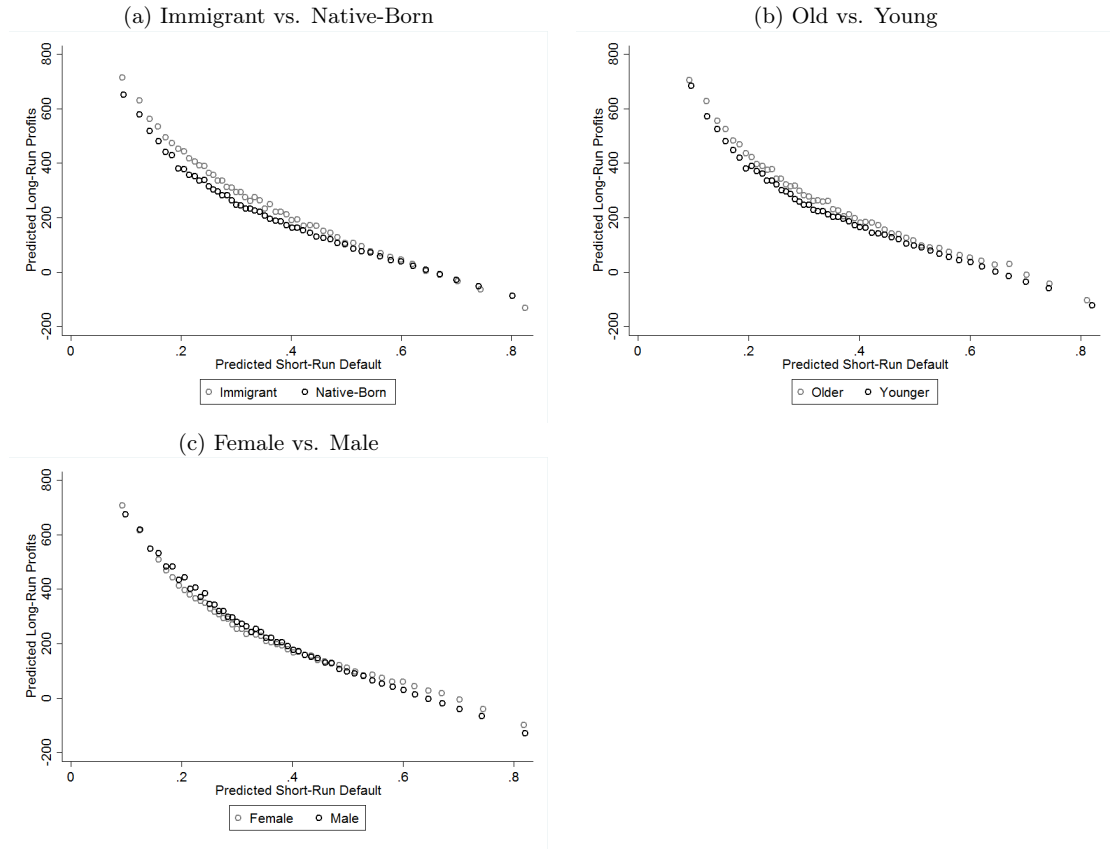 (a) Immigrant vs. Native-Born
Predicted Long-Run Profits
800
600
400
200
0
-200
0 .2 .4 .6 .8
Predicted Short-Run Default
Immigrant Native-Born
(b) Old vs. Young
Predicted Long-Run Profits
800
600
400
200
0
-200
0 .2 .4 .6 .8
Predicted Short-Run Default
Older Younger
(c) Female vs. Male
Predicted Long-Run Profits
800
600
400
200
0
-200
0 .2 .4 .6 .8
Predicted Short-Run Default
Female Male